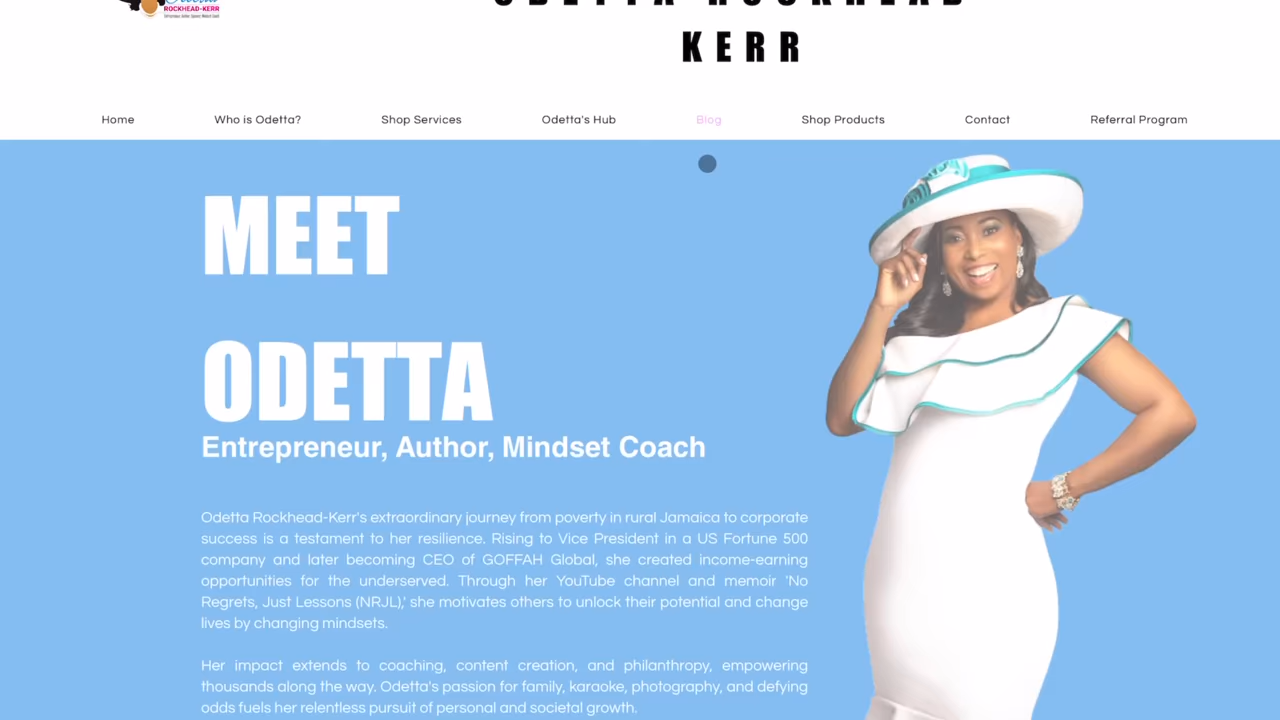 ROCKHEAD-KERR
ODETTA ROCKHEAD
KERR
Home
Who is Odetta?
Shop Services
Odetta's Hub
Blog
Shop Products
Contact
Referral Program
MEET
ODETTA
Entrepreneur, Author, Mindset Coach
Odetta Rockhead-Kerr's extraordinary journey from poverty in rural Jamaica to corporate
success is a testament to her resilience. Rising to Vice President in a US Fortune 500
company and later becoming CEO of GOFFAH Global, she created income-earning
opportunities for the underserved. Through her YouTube channel and memoir 'No
Regrets, Just Lessons (NRJL),' she motivates others to unlock their potential and change
lives by changing mindsets.
Her impact extends to coaching, content creation, and philanthropy, empowering
thousands along the way. Odetta's passion for family, karaoke, photography, and defying
odds fuels her relentless pursuit of personal and societal growth.